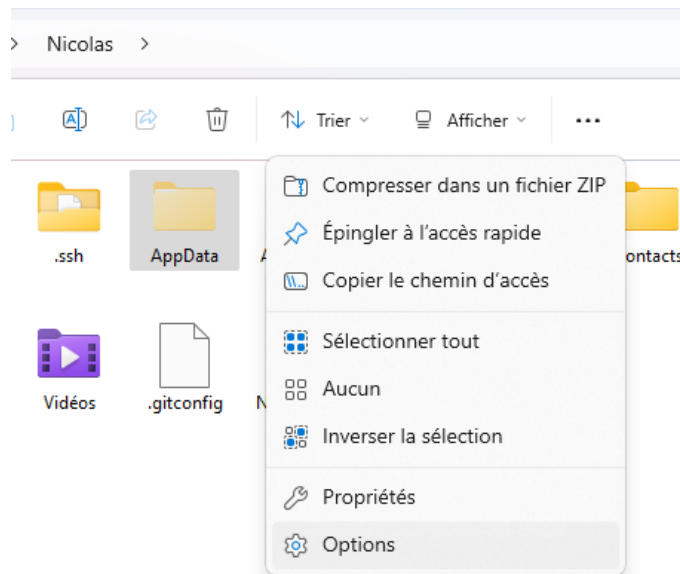 Nicolas
Trier
Afficher
Compresser dans un fichier ZIP
Épingler à l'accès rapide
Copier le chemin d'accès
Sélectionner tout
Aucun
Inverser la sélection
Propriétés
Options
.ssh
AppData
ontacts
Vidéos
.gitconfig